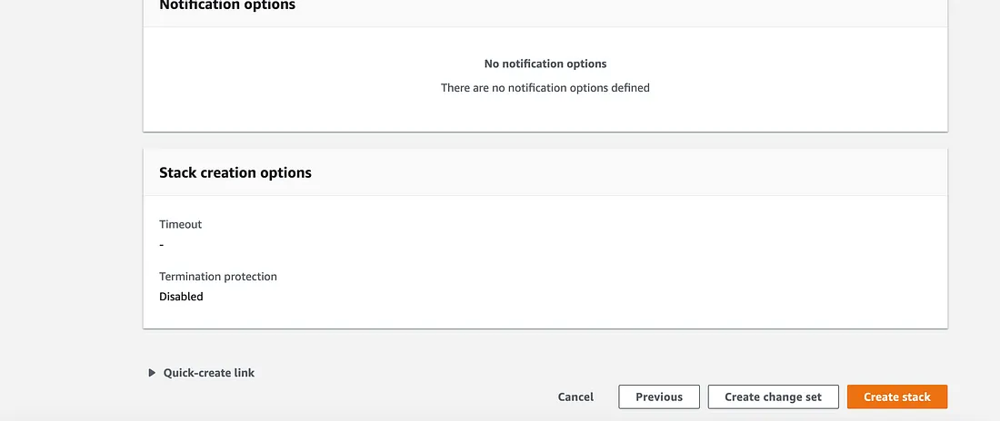 Notification options
No notification options
There are no notification options defined
Stack creation options
Timeout
-
Termination protection
Disabled
Quick-create link
Cancel
Previous
Create change set
Create stack